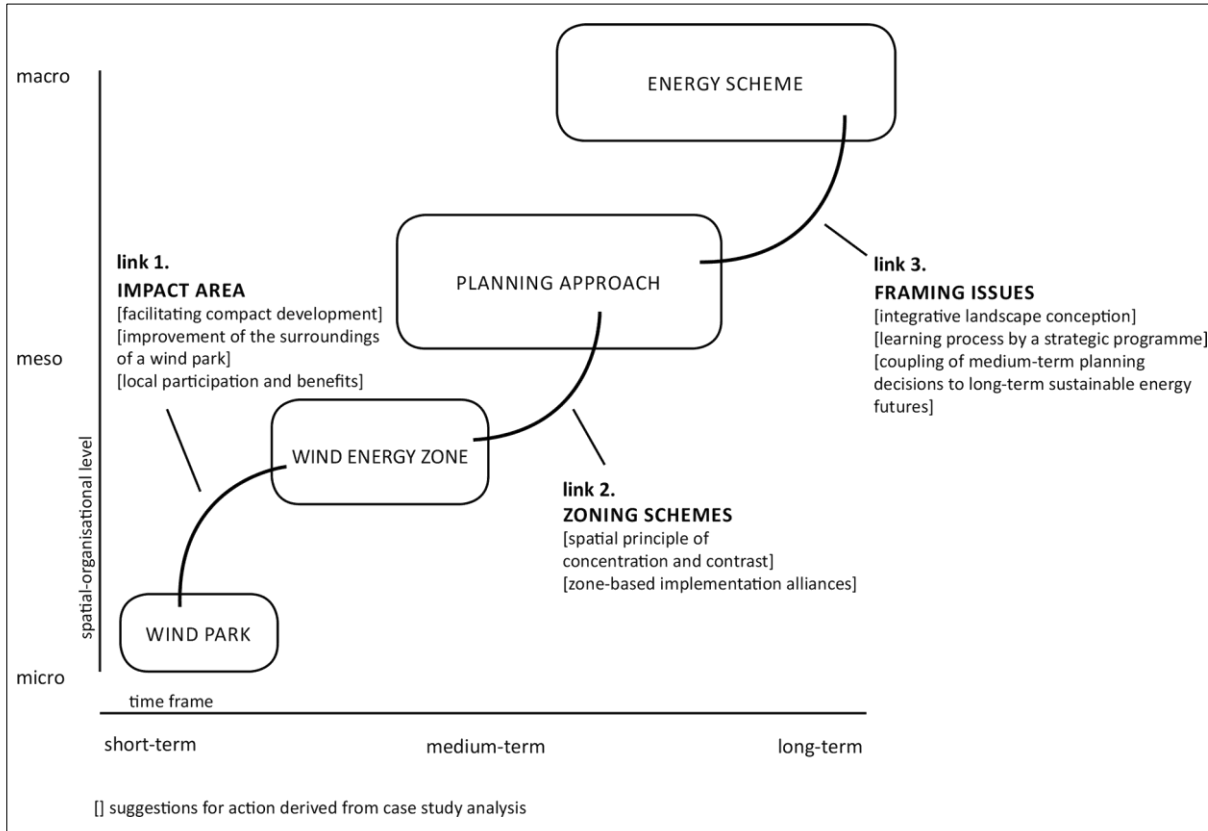 macro
ENERGY SCHEME
PLANNING APPROACH
link 1.
IMPACT AREA
[facilitating compact development]
[improvement of the surroundings
of a wind park]
[local participation and benefits]
link 3.
FRAMING ISSUES
[integrative landscape conception]
[learning process by a strategic programme]
[coupling of medium-term planning
decisions to long-term sustainable energy
futures]
meso
WIND ENERGY ZONE
link 2.
ZONING SCHEMES
[spatial principle of
concentration and contrast]
[zone-based implementation alliances]
spatial-organisational level
WIND PARK
micro
time frame
short-term
medium-term
long-term
[] suggestions for action derived from case study analysis